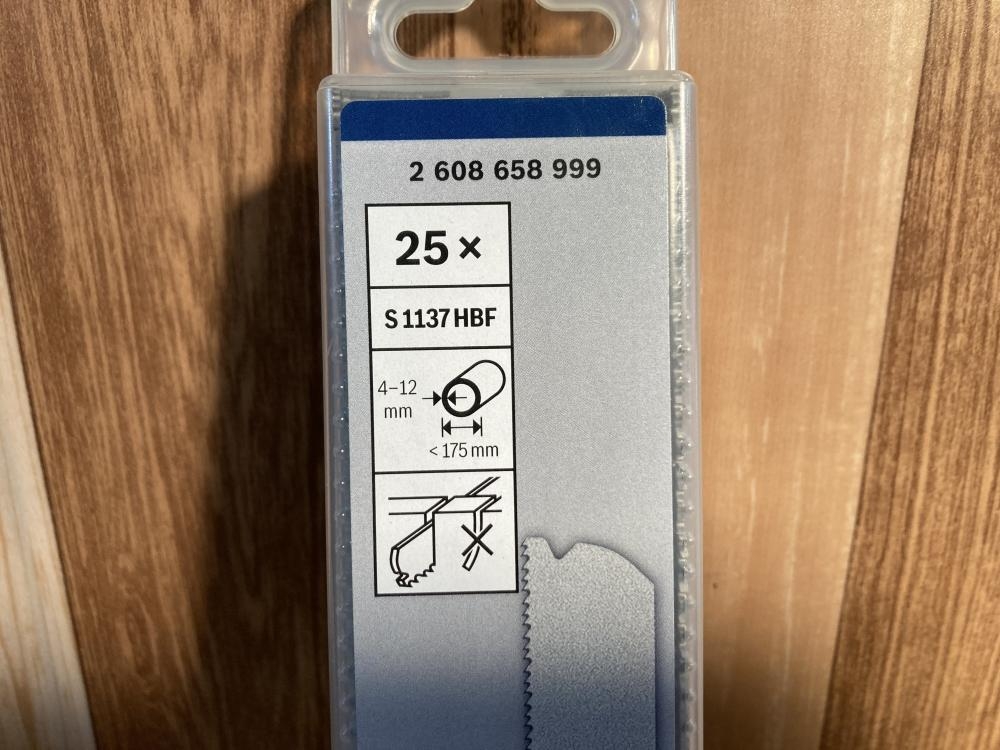 2 608 658 999
25 ×
S 1137 HBF
4–12
mm
< 175 mm